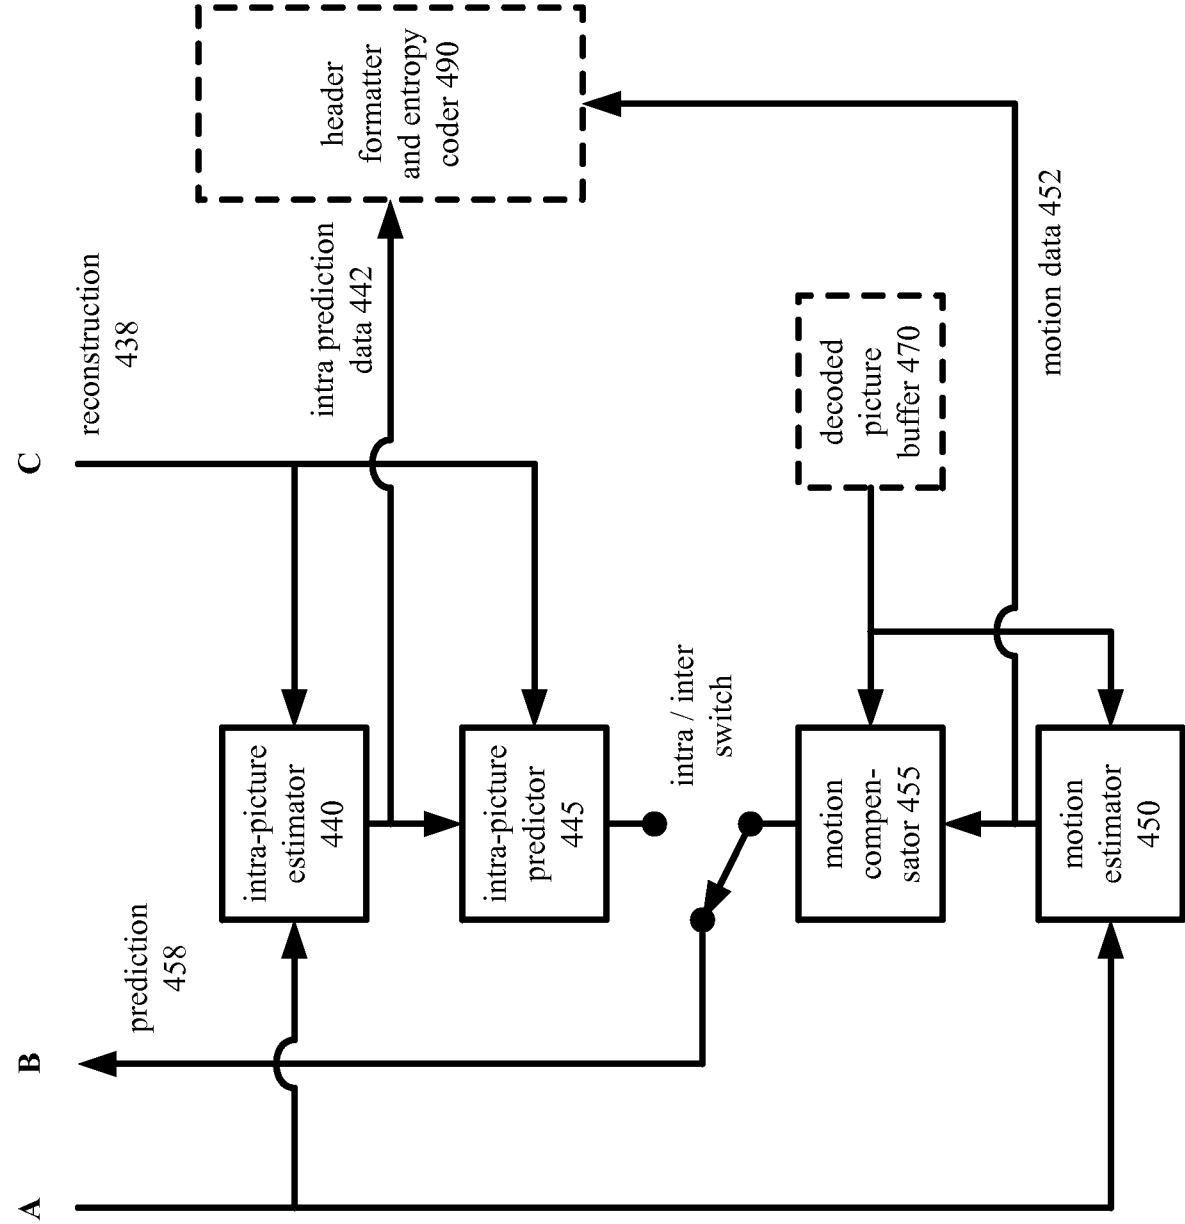 A
B
C
prediction
458
reconstruction
438
intra-picture
estimator
440
intra prediction
data 442
header
formatter
and entropy
coder 490
intra-picture
predictor
445
intra / inter
switch
motion
compen-
sator 455
decoded
picture
buffer 470
motion
estimator
450
motion data 452